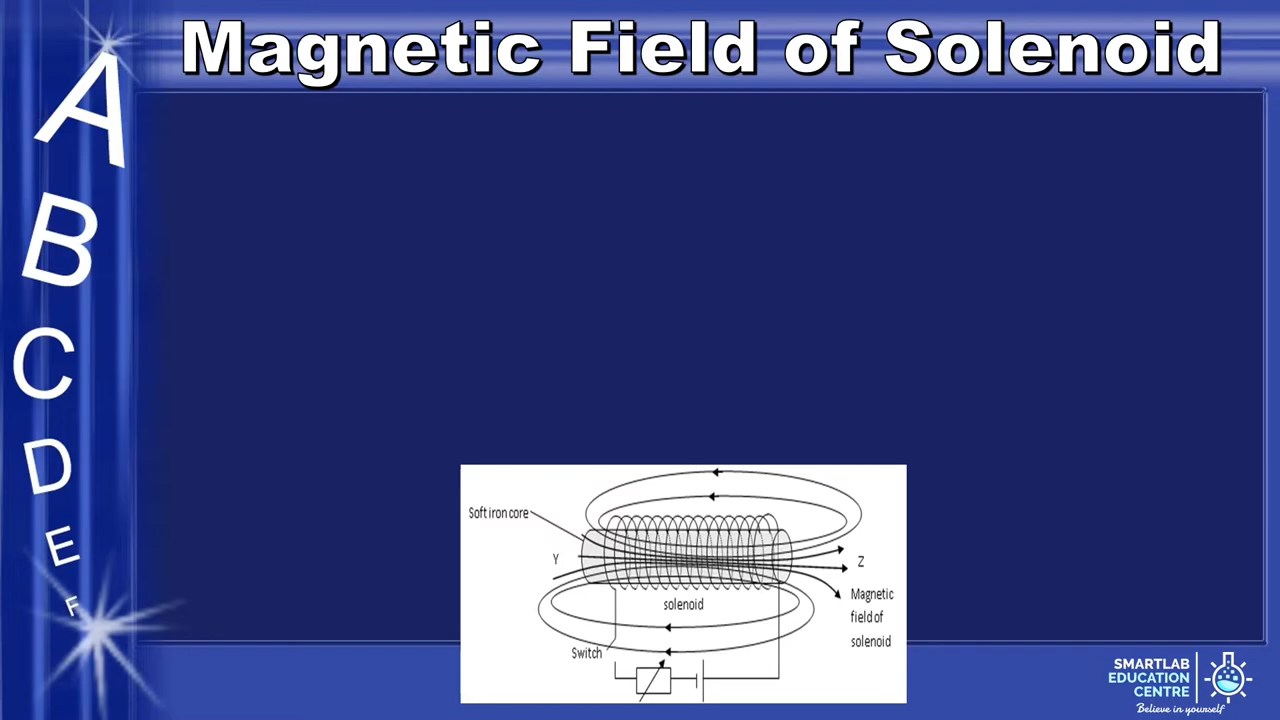 Magnetic Field of Solenoid
A
B
C
D
E
F
Soft iron core
Y
Z
solenoid
Magnetic
field of
solenoid
Switch
SMARTLAB
EDUCATION
CENTRE
Believe in yourself